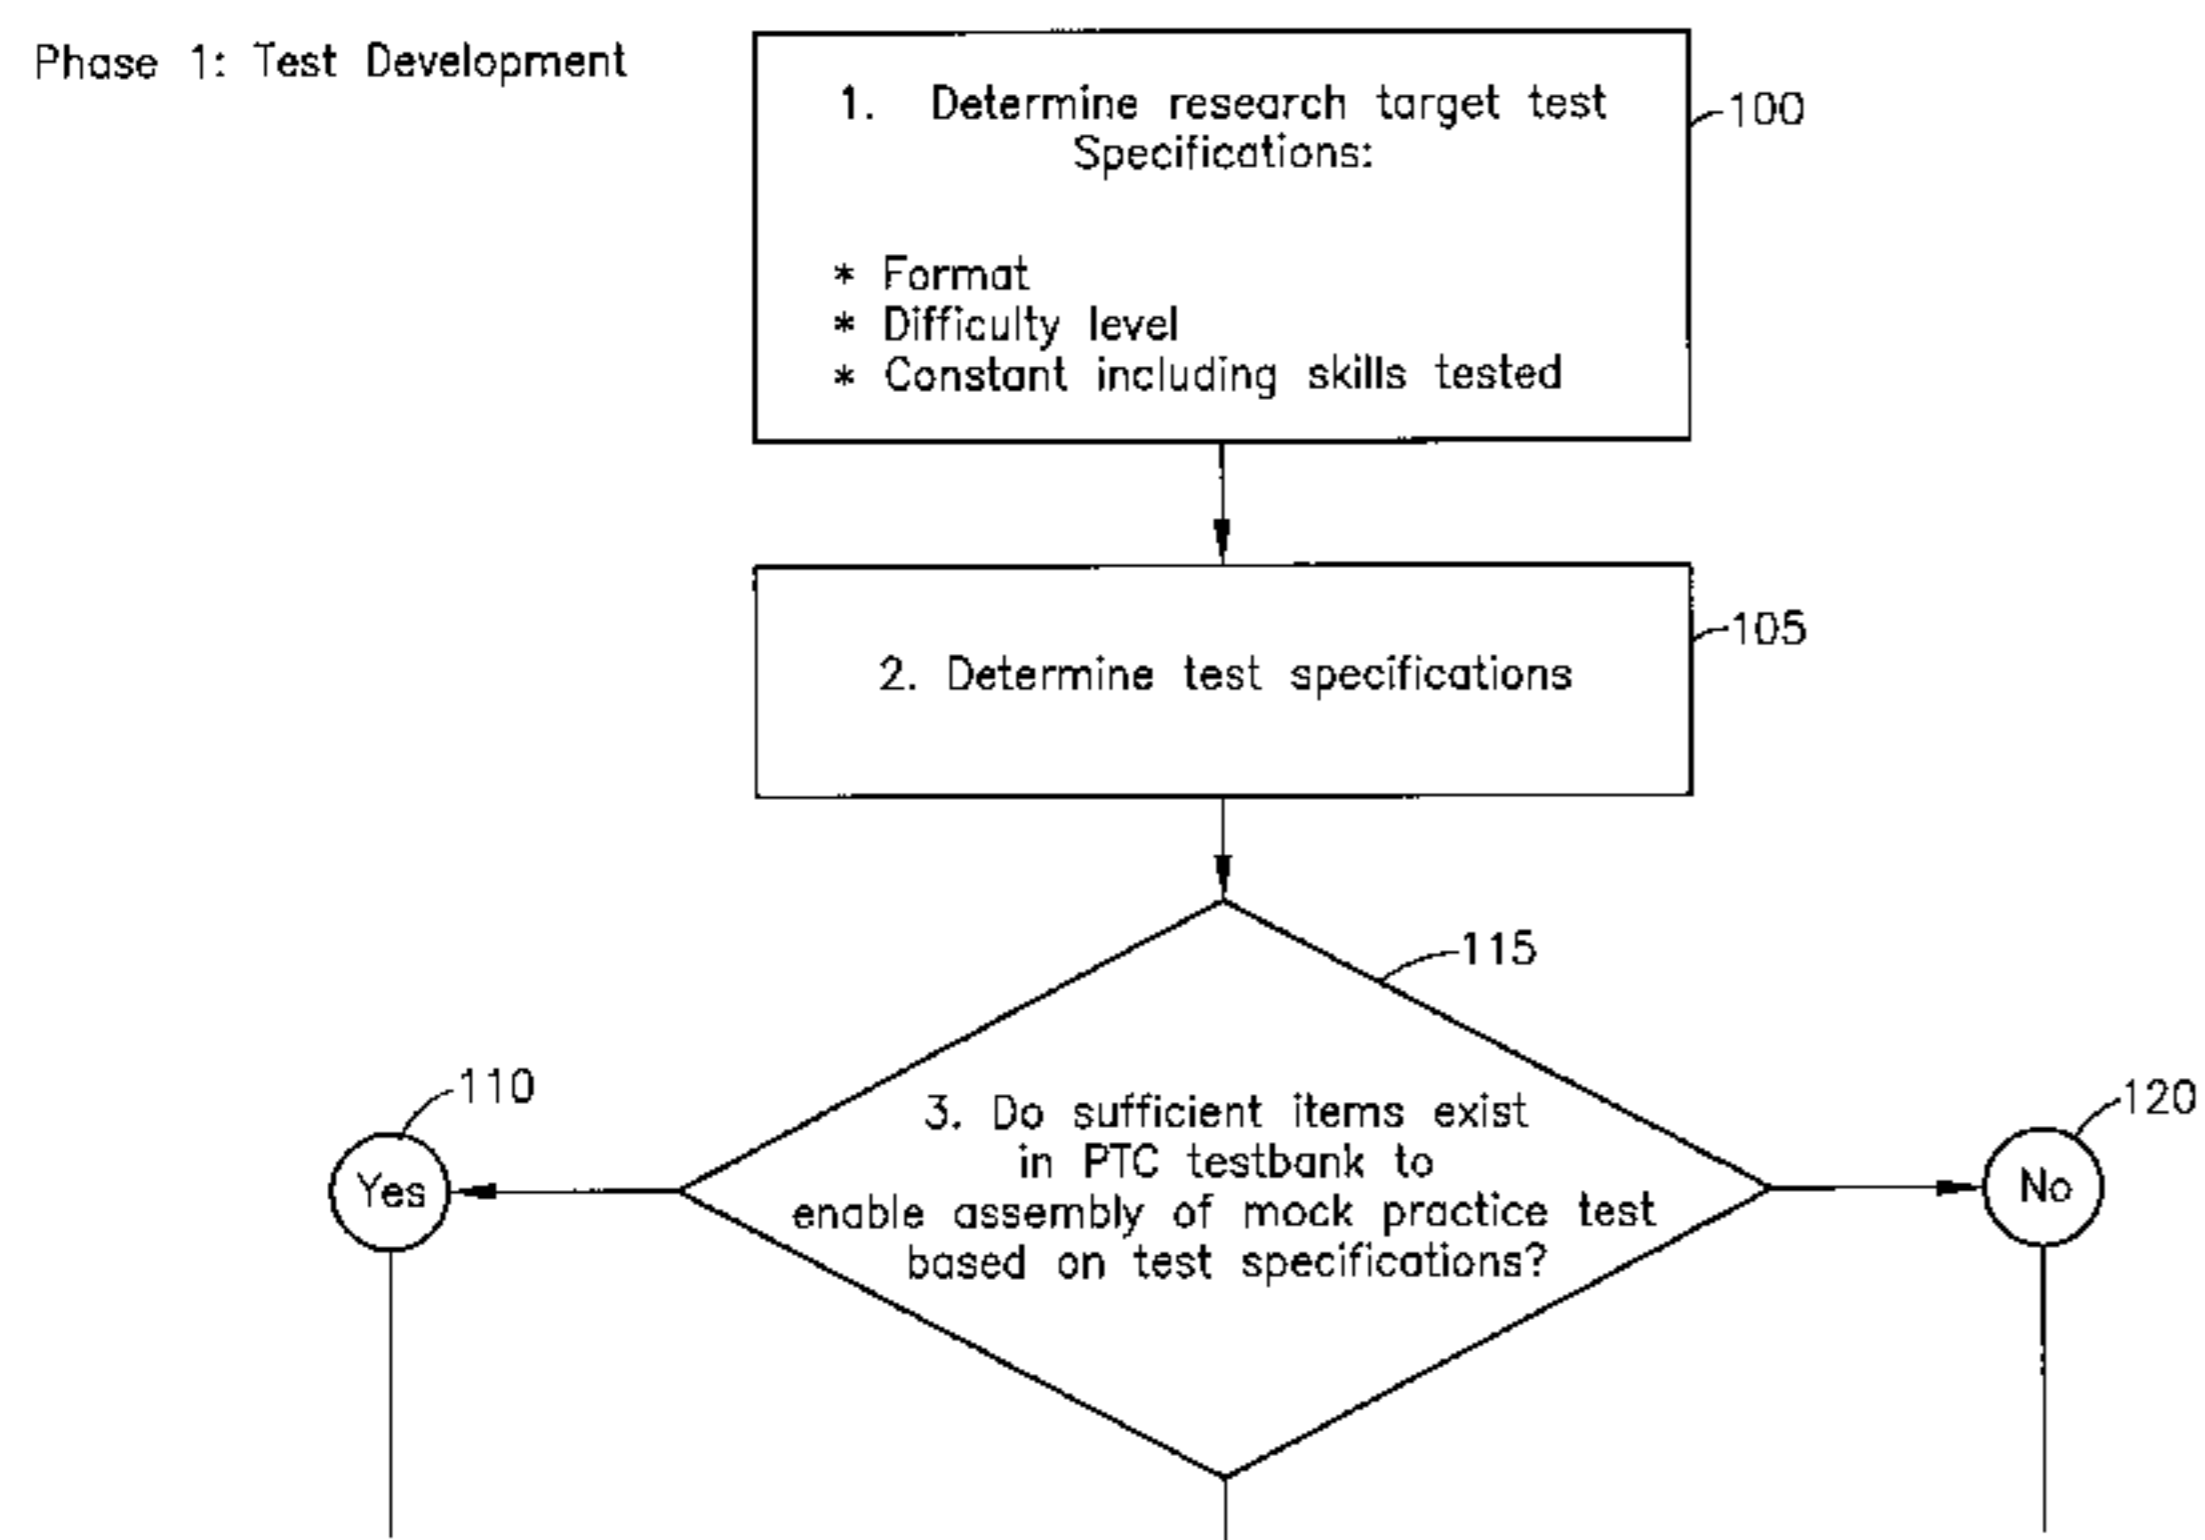 Phase 1: Test Development
1. Determine research target test
Specifications:
* Format
* Difficulty level
* Constant including skills tested
100
2. Determine test specifications
105
115
3. Do sufficient items exist
in PTC testbank to
enable assembly of mock practice test
based on test specifications?
110
Yes
120
No